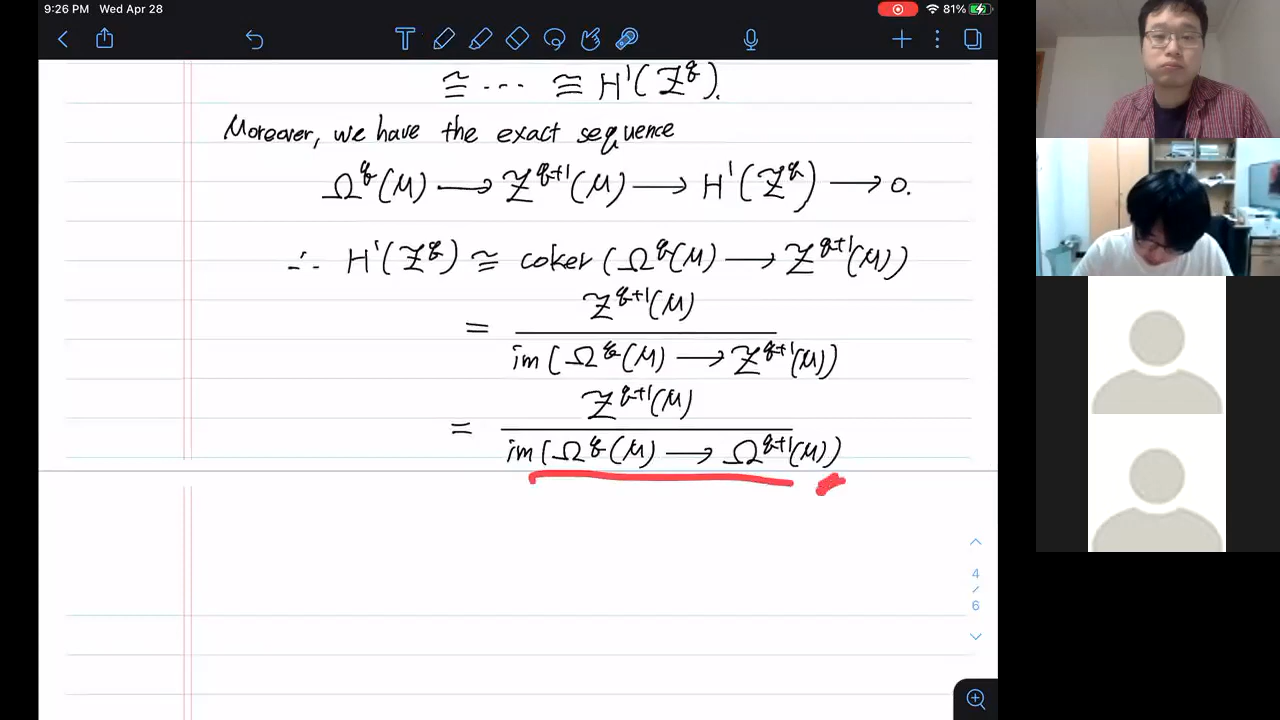 9:26 PM Wed Apr 28
81%
T
≅ ⋯ ≅ H¹(Z^q).
Moreover, we have the exact sequence
Ω^q(M) ⟶ Z^{q+1}(M) ⟶ H¹(Z^q) ⟶ 0.
∴ H¹(Z^q) ≅ coker (Ω^q(M) ⟶ Z^{q+1}(M))
= Z^{q+1}(M)
im(Ω^q(M) ⟶ Z^{q+1}(M))
= Z^{q+1}(M)
im(Ω^q(M) ⟶ Ω^{q+1}(M))
4
/
6